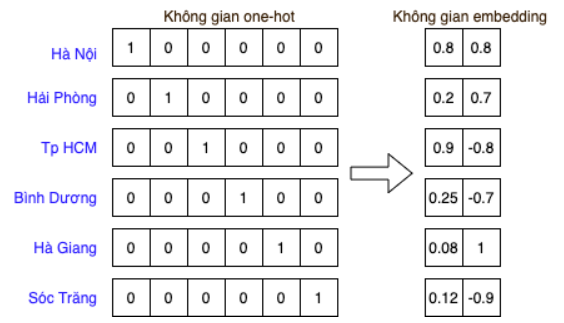 Không gian one-hot Không gian embedding
Hà Nội 1 0 0 0 0 0 0.8 0.8
Hải Phòng 0 1 0 0 0 0 0.2 0.7
Tp HCM 0 0 1 0 0 0 0.9 -0.8
Bình Dương 0 0 0 1 0 0 0.25 -0.7
Hà Giang 0 0 0 0 1 0 0.08 1
Sóc Trăng 0 0 0 0 0 1 0.12 -0.9